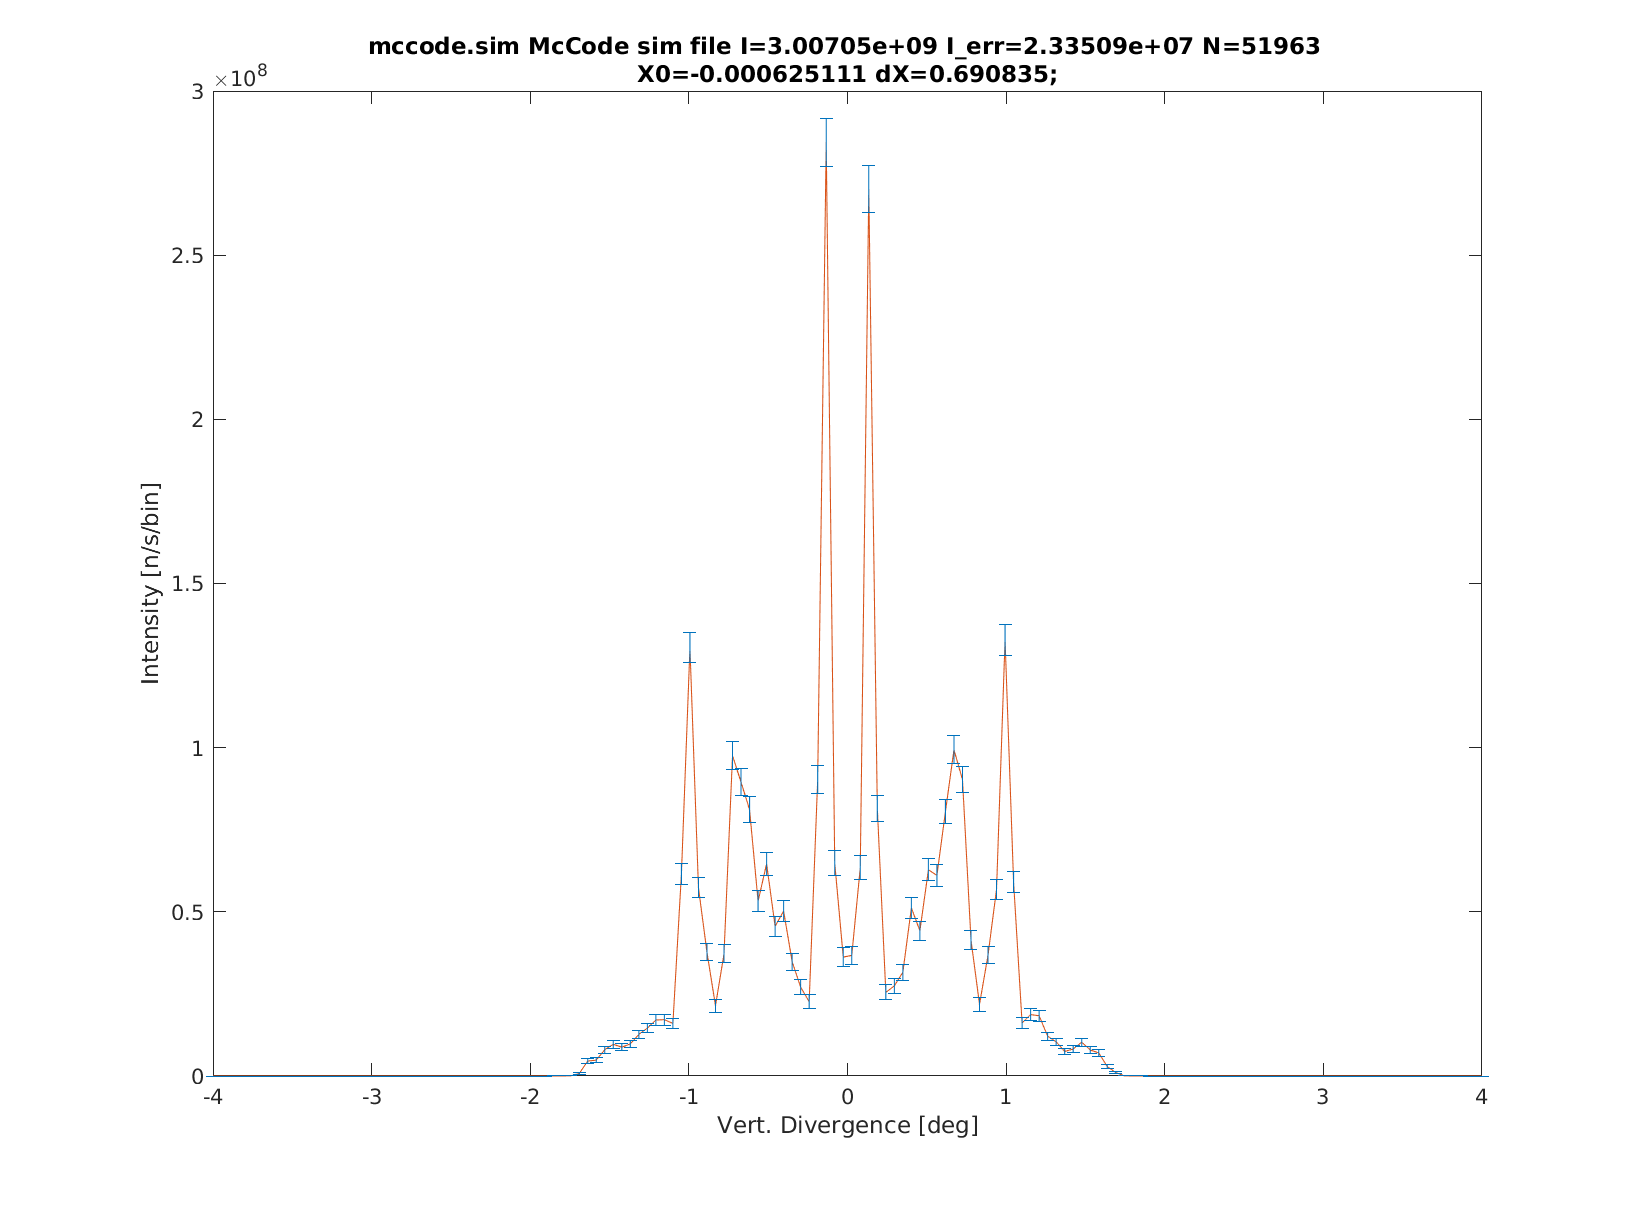 mccode.sim McCode sim file I=3.00705e+09 I_err=2.33509e+07 N=51963
X0=-0.000625111 dX=0.690835;
×10^8
3
2.5
2
1.5
1
0.5
0
Intensity [n/s/bin]
-4 -3 -2 -1 0 1 2 3 4
Vert. Divergence [deg]